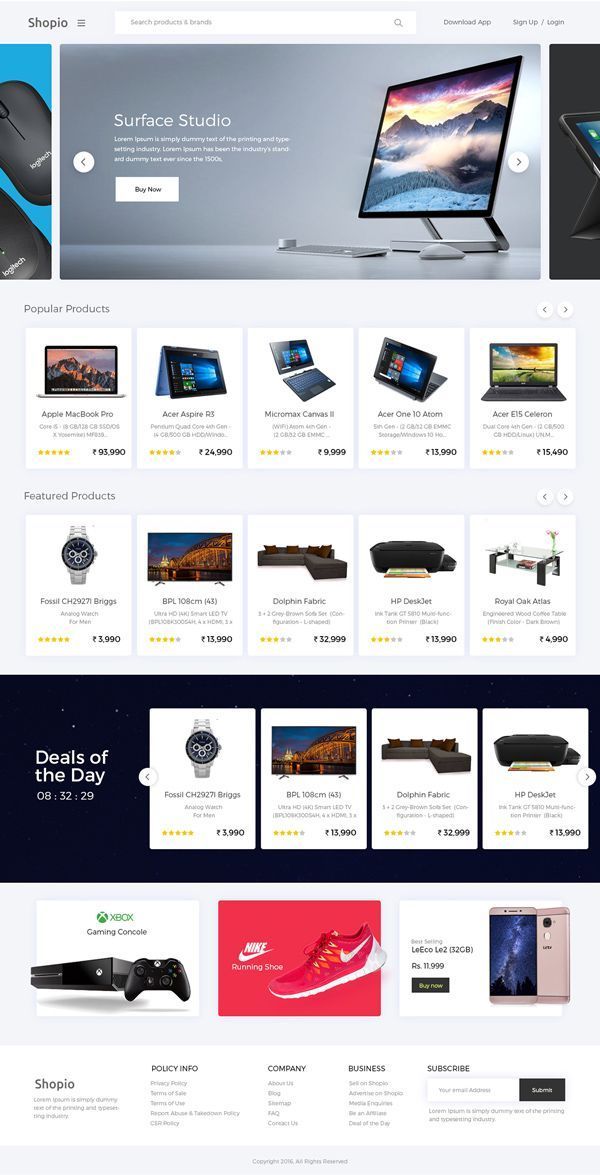 Shopio
Search products & brands
Download App
Sign Up / Login
logitech
logitech
Surface Studio
Lorem Ipsum is simply dummy text of the printing and type-
setting industry. Lorem Ipsum has been the industry's stand-
ard dummy text ever since the 1500s,
Buy Now
Popular Products
Apple MacBook Pro
Core i5 - (8 GB/128 GB SSD/OS
X Yosemite) MF839...
₹ 93,990
Acer Aspire R3
Pentium Quad Core 4th Gen -
(4 GB/500 GB HDD/Windo...
₹ 24,990
Micromax Canvas II
(WiFi) Atom 4th Gen -
(2 GB/32 GB EMMC ...
₹ 9,999
Acer One 10 Atom
5th Gen - (2 GB/32 GB EMMC
Storage/Windows 10 Ho...
₹ 13,990
Acer E15 Celeron
Dual Core 4th Gen - (2 GB/500
GB HDD/Linux) UN.M...
₹ 15,490
Featured Products
Fossil CH2927I Briggs
Analog Watch
For Men
₹ 3,990
BPL 108cm (43)
Ultra HD (4K) Smart LED TV
(BPL108K300S4H, 4 x HDMI, 3 x
₹ 13,990
Dolphin Fabric
3 + 2 Grey-Brown Sofa Set (Con-
figuration - L-shaped)
₹ 32,999
HP DeskJet
Ink Tank GT 5810 Multi-func-
tion Printer (Black)
₹ 13,990
Royal Oak Atlas
Engineered Wood Coffee Table
(Finish Color - Dark Brown)
₹ 4,990
Deals of
the Day
08 : 32 : 29
Fossil CH2927I Briggs
Analog Watch
For Men
₹ 3,990
BPL 108cm (43)
Ultra HD (4K) Smart LED TV
(BPL108K300S4H, 4 x HDMI, 3 x
₹ 13,990
Dolphin Fabric
3 + 2 Grey-Brown Sofa Set (Con-
figuration - L-shaped)
₹ 32,999
HP DeskJet
Ink Tank GT 5810 Multi-func-
tion Printer (Black)
₹ 13,990
XBOX
Gaming Concole
NIKE
Running Shoe
Best Selling
LeEco Le2 (32GB)
Rs. 11,999
Buy now
Shopio
Lorem Ipsum is simply dummy
text of the printing and typeset-
ting industry.
POLICY INFO
Privacy Policy
Terms of Sale
Terms of Use
Report Abuse & Takedown Policy
CSR Policy
COMPANY
About Us
Blog
Sitemap
FAQ
Contact Us
BUSINESS
Sell on Shopio
Advertise on Shopio
Media Enquiries
Be an Affiliate
Deal of the Day
SUBSCRIBE
Your email Address
Submit
Lorem Ipsum is simply dummy text of the printing and
typesetting industry.
Copyright 2016, All Rights Reserved